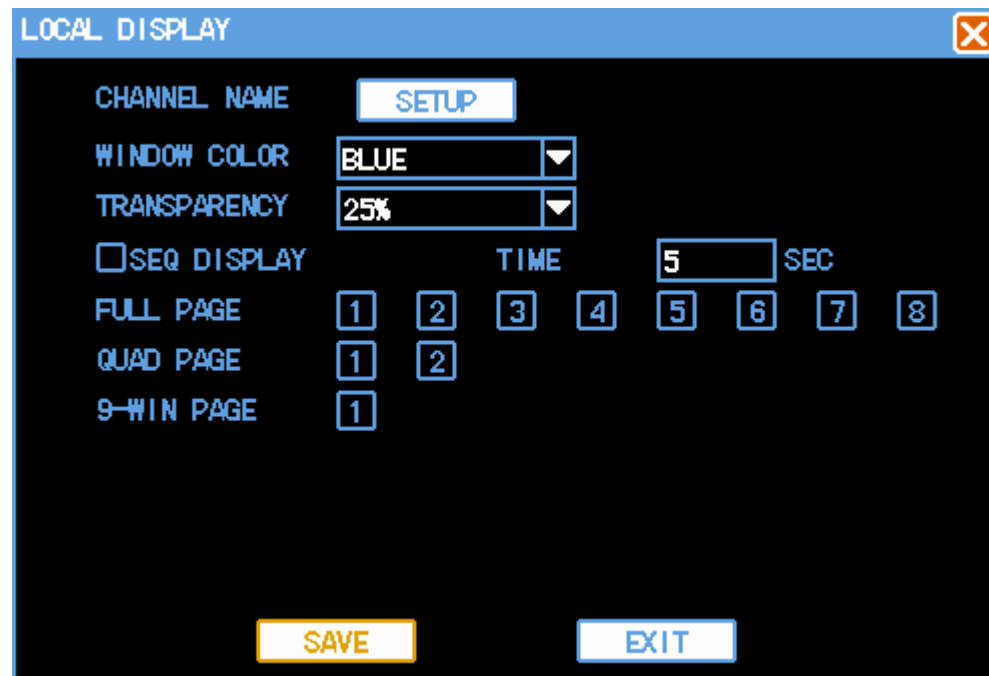 LOCAL DISPLAY
CHANNEL NAME SETUP
WINDOW COLOR BLUE
TRANSPARENCY 25%
SEQ DISPLAY TIME 5 SEC
FULL PAGE 1 2 3 4 5 6 7 8
QUAD PAGE 1 2
9-WIN PAGE 1
SAVE EXIT